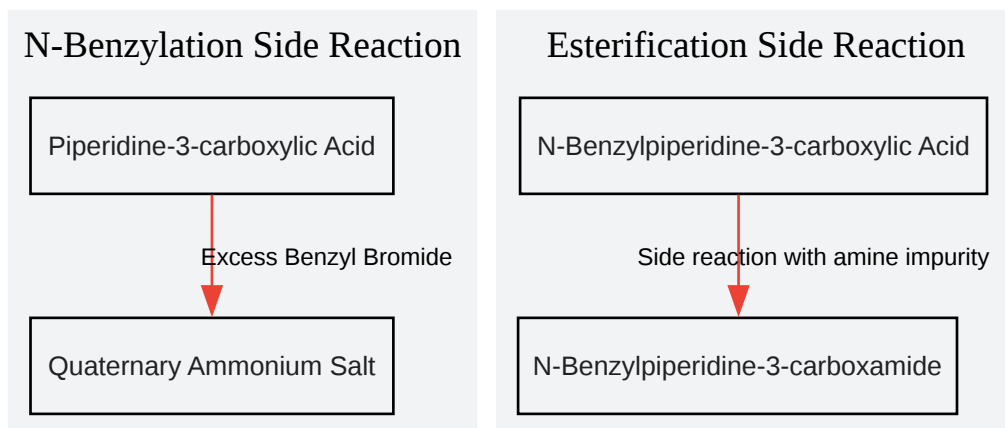 N-Benzylation Side Reaction
Piperidine-3-carboxylic Acid
Excess Benzyl Bromide
Quaternary Ammonium Salt
Esterification Side Reaction
N-Benzylpiperidine-3-carboxylic Acid
Side reaction with amine impurity
N-Benzylpiperidine-3-carboxamide